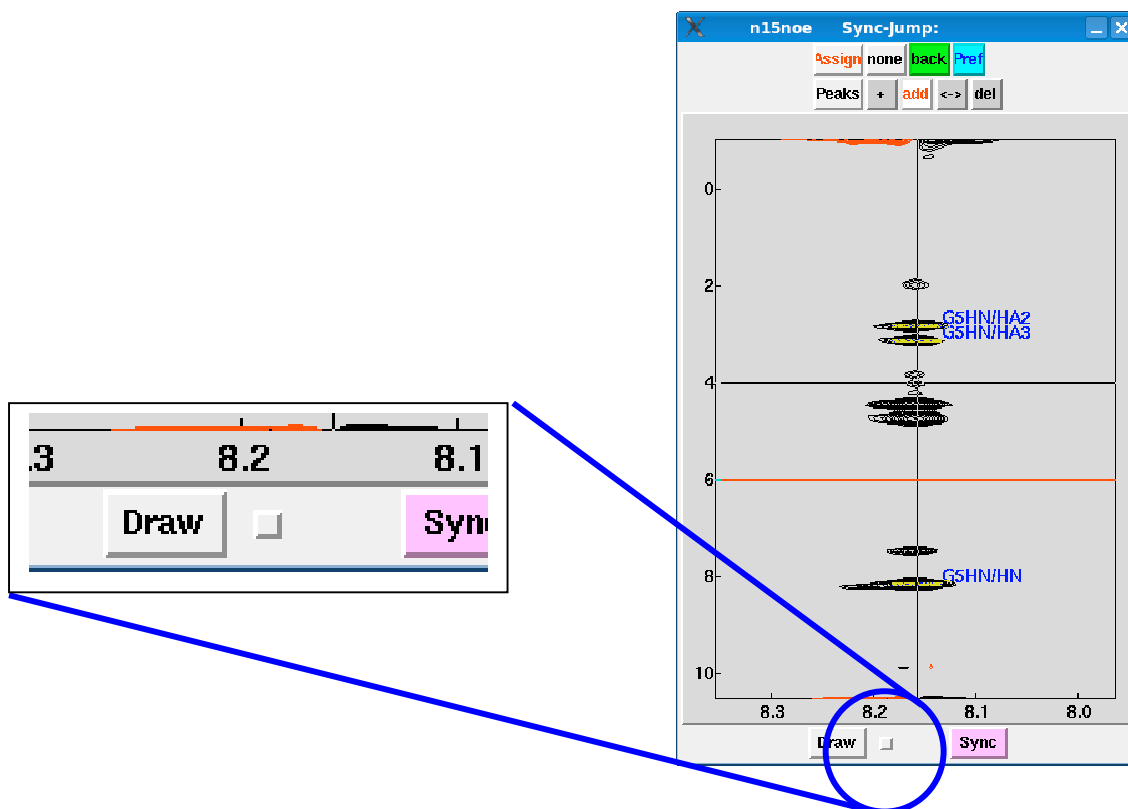 n15noe Sync-Jump:
Assign none back Pref
Peaks + add <-> del
0
2
G5HN/HA2
G5HN/HA3
4
6
8
G5HN/HN
10
8.3 8.2 8.1 8.0
Draw Sync
.3 8.2 8.1
Draw Syn